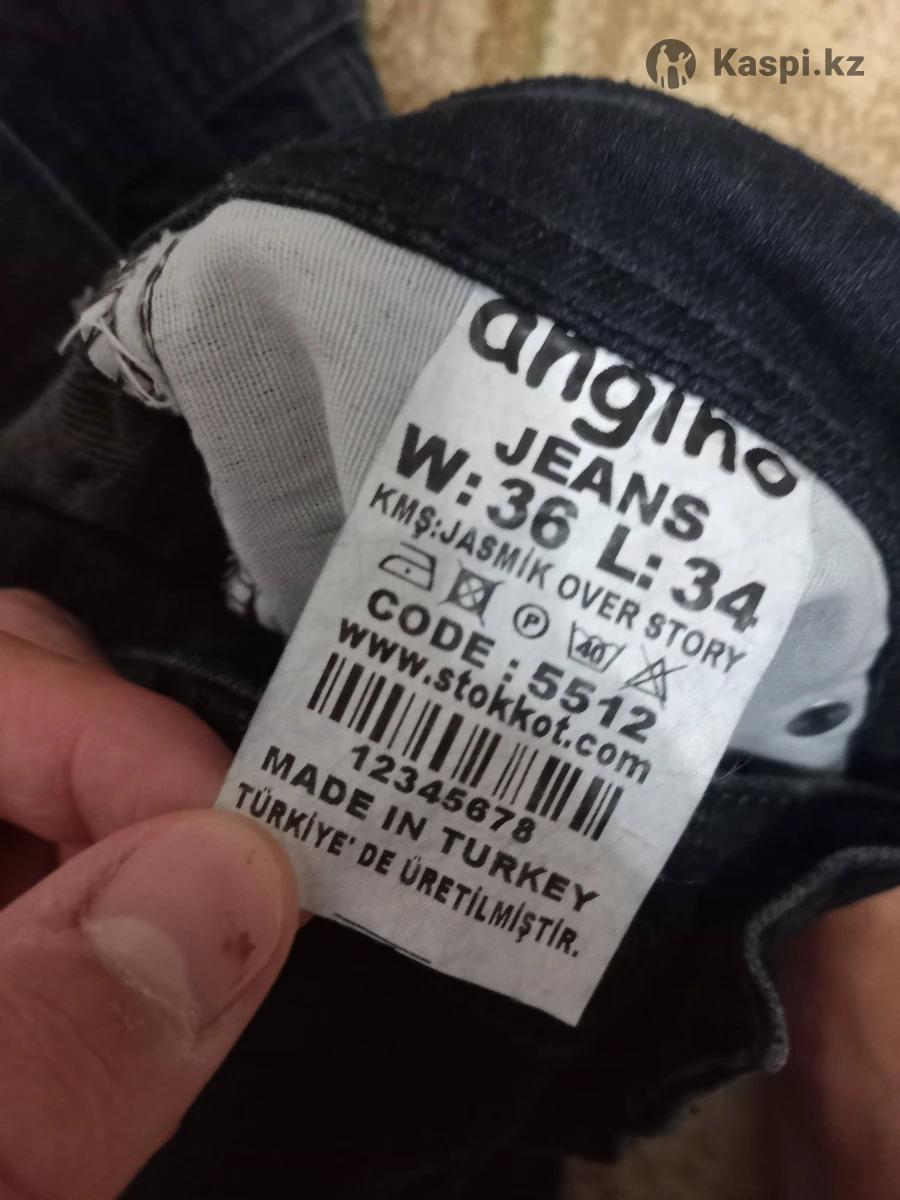 Kaspi.kz
angino
JEANS
W: 36 L: 34
KMŞ:JASMİK OVER STORY
P 40
CODE : 5512
www.stokkot.com
12345678
MADE IN TURKEY
TÜRKİYE' DE ÜRETİLMİŞTİR.